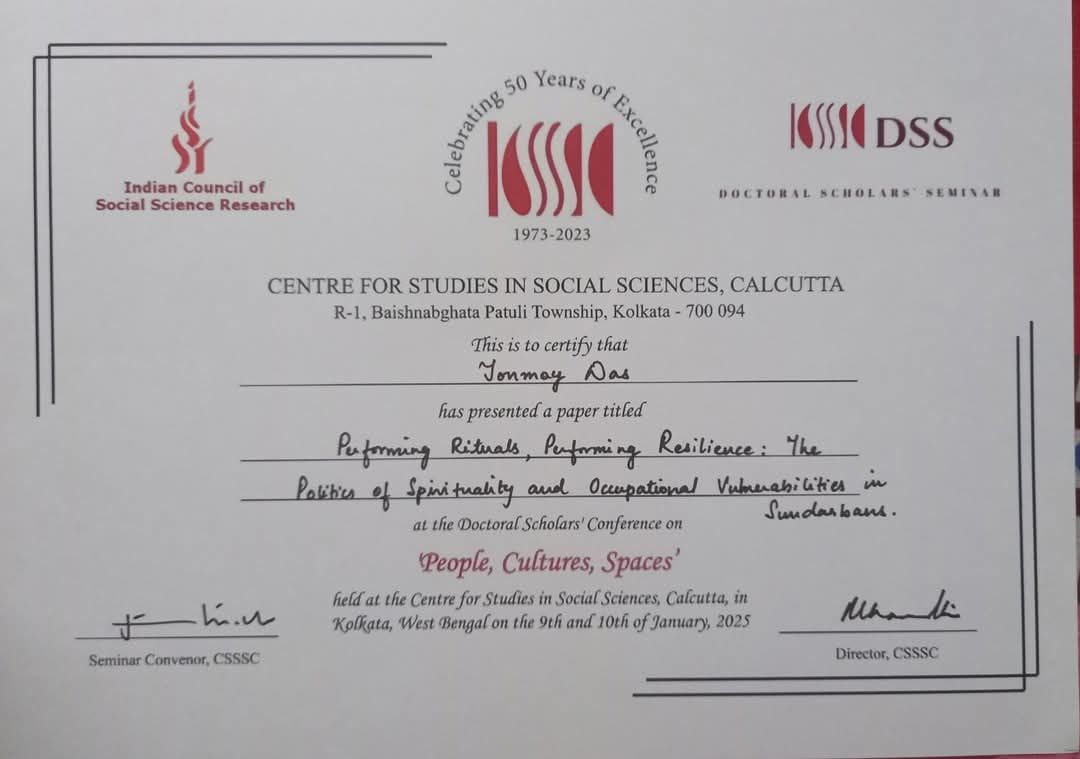 Indian Council of
Social Science Research
Celebrating 50 Years of Excellence
1973-2023
DSS
DOCTORAL SCHOLARS' SEMINAR
CENTRE FOR STUDIES IN SOCIAL SCIENCES, CALCUTTA
R-1, Baishnabghata Patuli Township, Kolkata - 700 094
This is to certify that
Tonmoy Das
has presented a paper titled
Performing Rituals, Performing Resilience: The
Politics of Spirituality and Occupational Vulnerabilities in
Sundarbans.
at the Doctoral Scholars' Conference on
'People, Cultures, Spaces'
held at the Centre for Studies in Social Sciences, Calcutta, in
Kolkata, West Bengal on the 9th and 10th of January, 2025
Seminar Convenor, CSSSC
Director, CSSSC